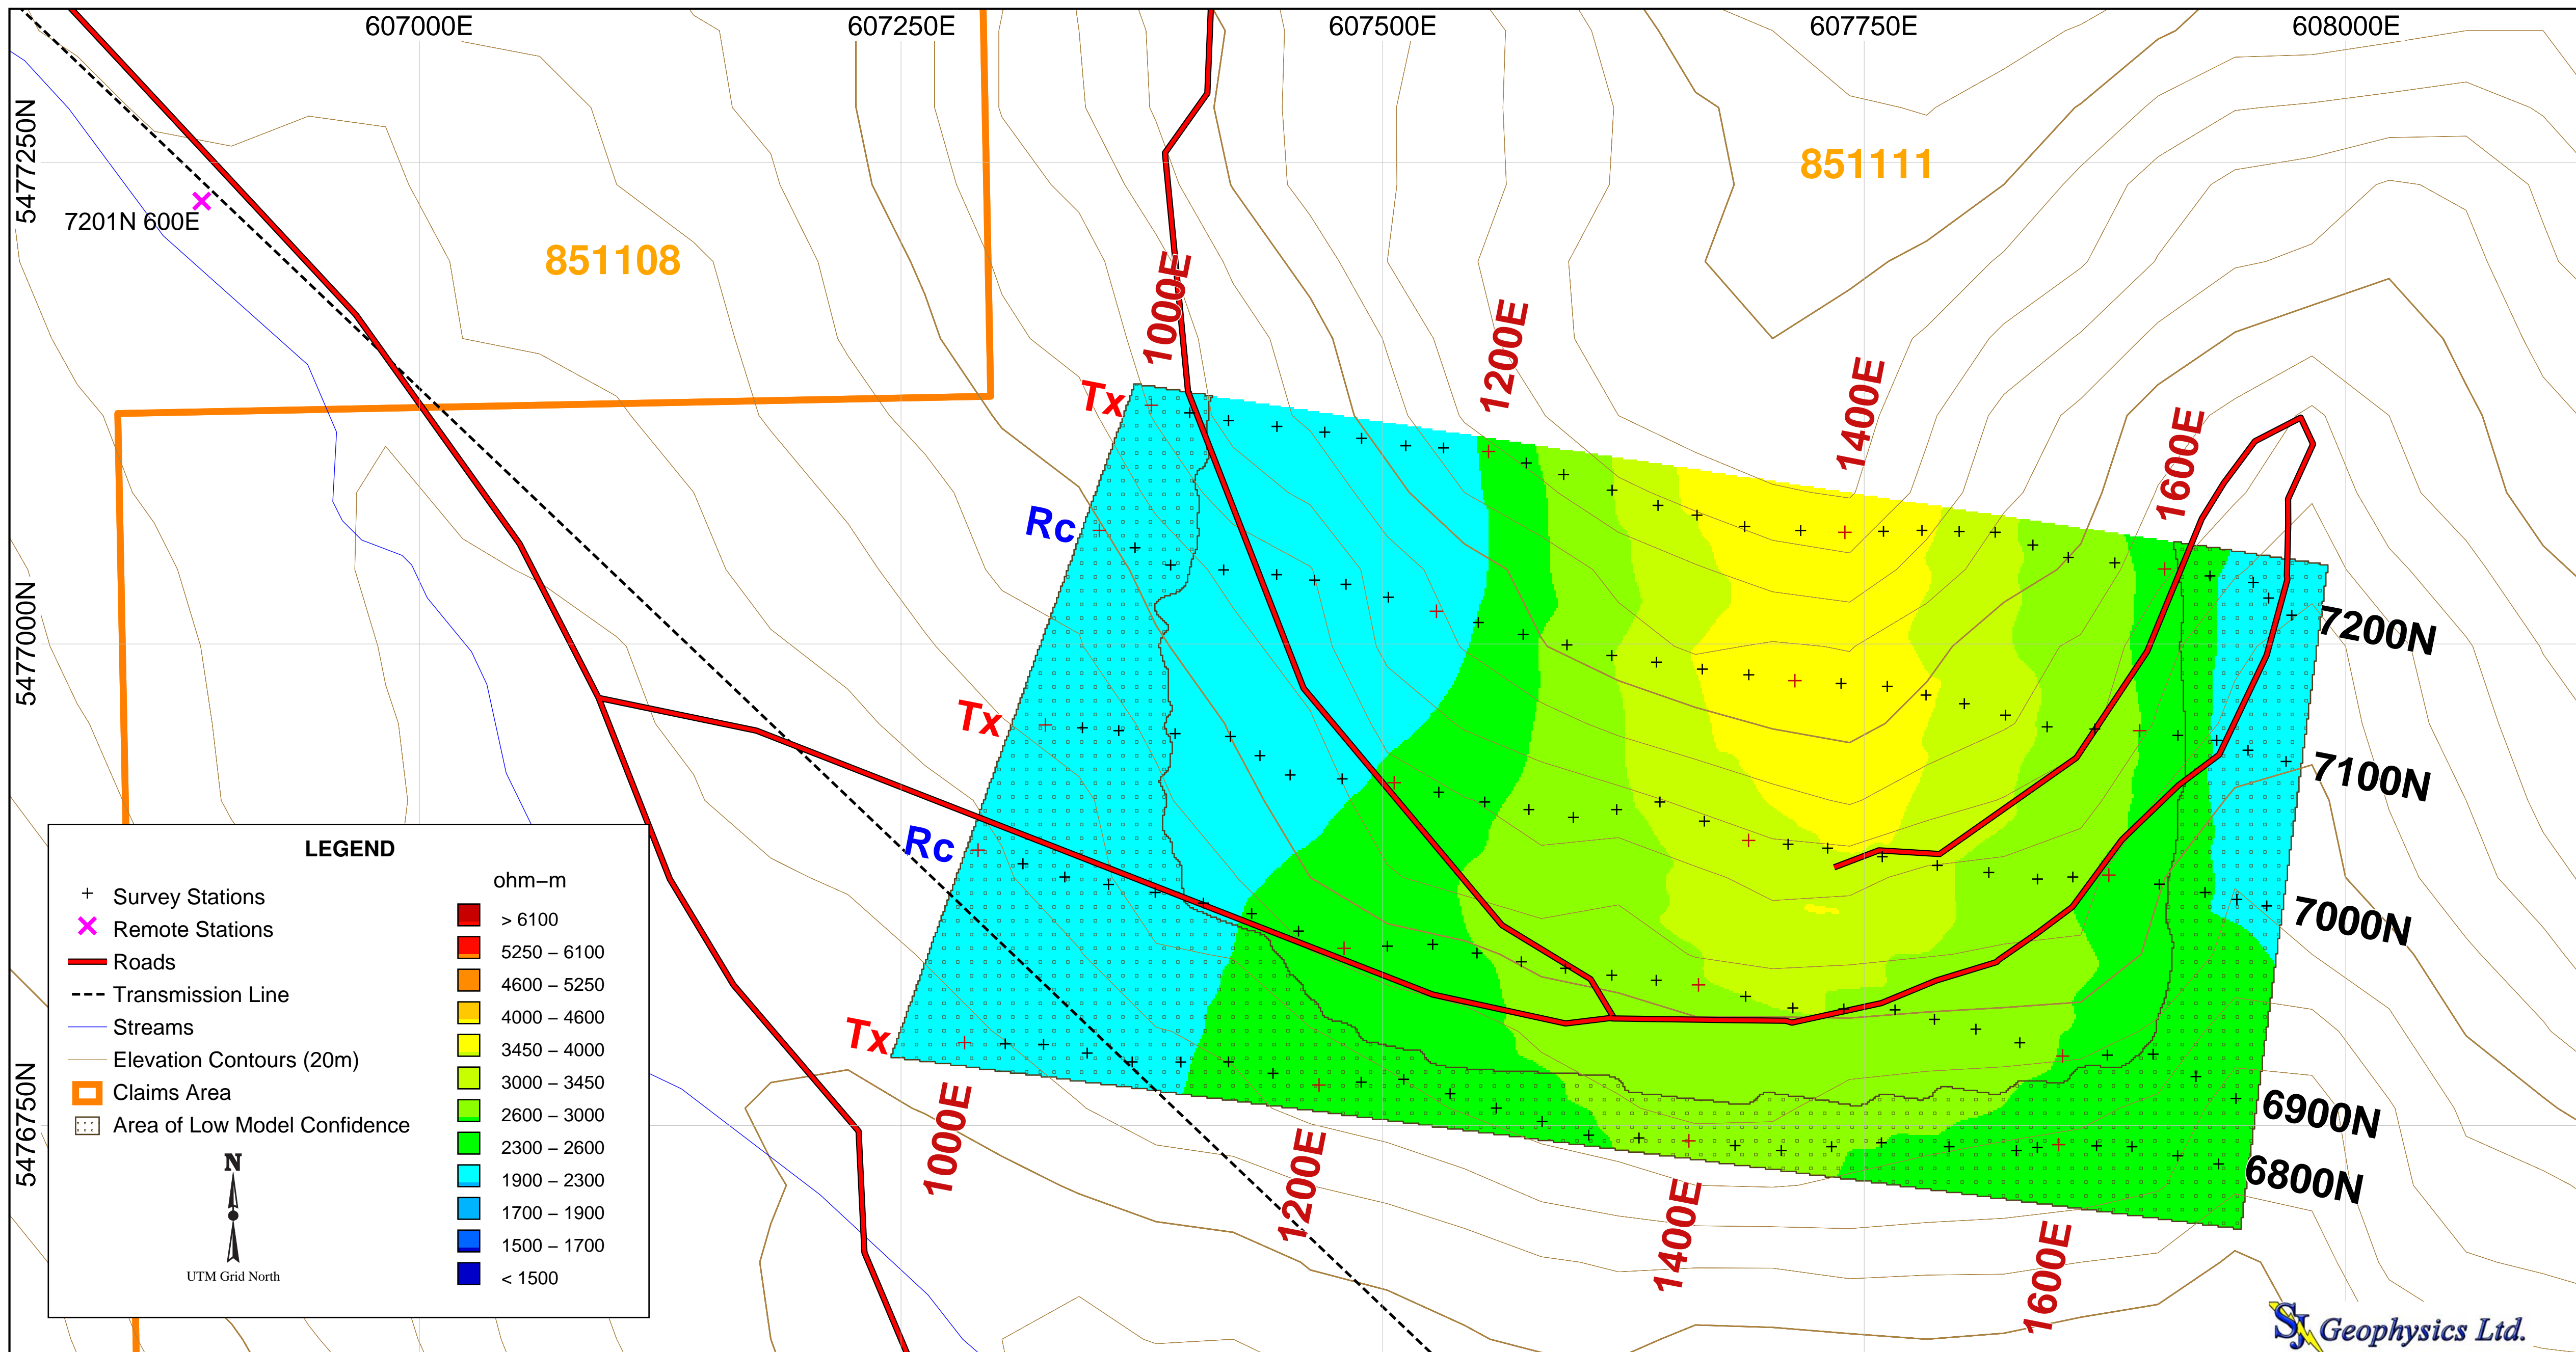 607000E
607250E
607500E
607750E
608000E
5477250N
851111
7201N 600E
851108
1000E
1200E
1400E
1600E
Tx
Rc
5477000N
7200N
Tx
7100N
Rc
7000N
Tx
5476750N
6900N
6800N
1000E
1200E
1400E
1600E
LEGEND
Survey Stations
Remote Stations
Roads
Transmission Line
Streams
Elevation Contours (20m)
Claims Area
Area of Low Model Confidence
N
UTM Grid North
ohm–m
> 6100
5250 – 6100
4600 – 5250
4000 – 4600
3450 – 4000
3000 – 3450
2600 – 3000
2300 – 2600
1900 – 2300
1700 – 1900
1500 – 1700
< 1500
SJ Geophysics Ltd.